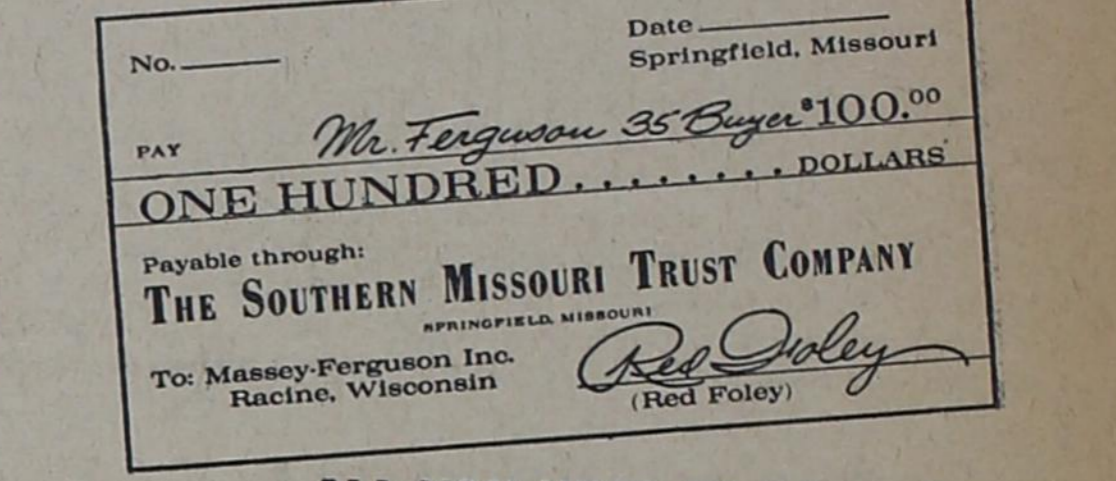 No.
Date
Springfield, Missouri
PAY Mr. Ferguson 35 Buyer $100.00
ONE HUNDRED........DOLLARS
Payable through:
THE SOUTHERN MISSOURI TRUST COMPANY
SPRINGFIELD, MISSOURI
To: Massey-Ferguson Inc.
Racine, Wisconsin
Red Foley
(Red Foley)